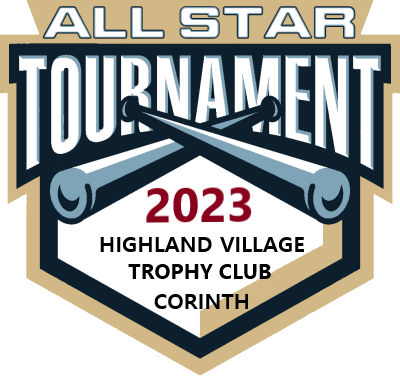 ALL STAR
TOURNAMENT
2023
HIGHLAND VILLAGE
TROPHY CLUB
CORINTH